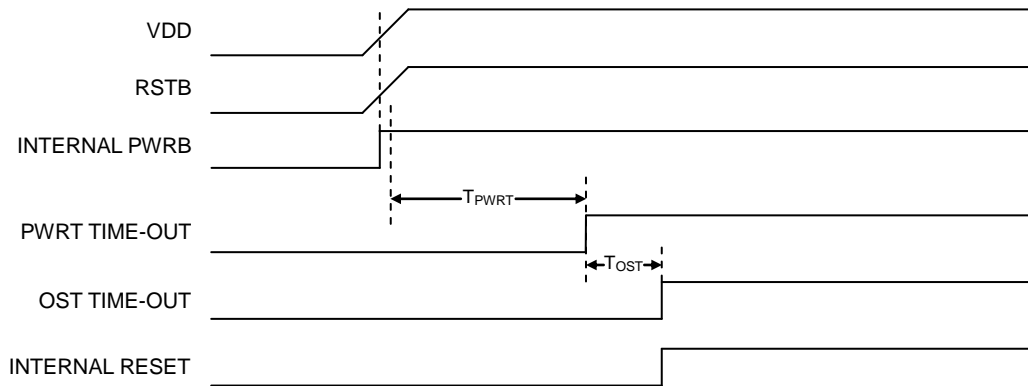 VDD
RSTB
INTERNAL PWRB
TPWRT
PWRT TIME-OUT
TOST
OST TIME-OUT
INTERNAL RESET